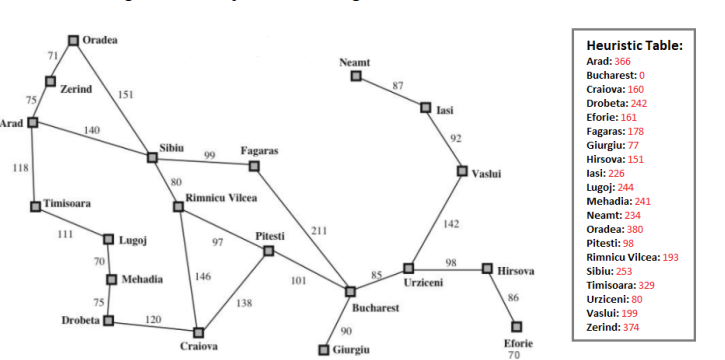 Oradea
71
Neamt
Zerind
87
151
75
Iasi
Arad
140
92
Sibiu
Fagaras
99
118
Vaslui
80
Timisoara
Rimnicu Vilcea
111
Pitesti
211
142
Lugoj
97
70
98
Hirsova
Mehadia
146
101
85
Urziceni
75
138
86
Bucharest
Drobeta
120
90
Craiova
Giurgiu
Eforie
70
Heuristic Table:
Arad: 366
Bucharest: 0
Craiova: 160
Drobeta: 242
Eforie: 161
Fagaras: 178
Giurgiu: 77
Hirsova: 151
Iasi: 226
Lugoj: 244
Mehadia: 241
Neamt: 234
Oradea: 380
Pitesti: 98
Rimnicu Vilcea: 193
Sibiu: 253
Timisoara: 329
Urziceni: 80
Vaslui: 199
Zerind: 374